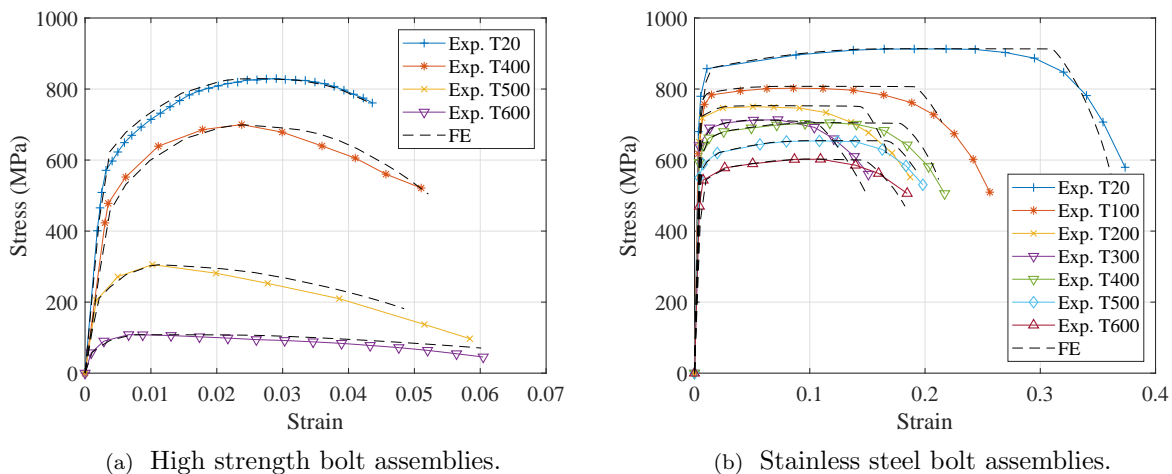 1000
800
600
400
200
0
Stress (MPa)
0
0.01
0.02
0.03
0.04
0.05
0.06
0.07
Strain
Exp. T20
Exp. T400
Exp. T500
Exp. T600
FE
(a) High strength bolt assemblies.
1000
800
600
400
200
0
Stress (MPa)
0
0.1
0.2
0.3
0.4
Strain
Exp. T20
Exp. T100
Exp. T200
Exp. T300
Exp. T400
Exp. T500
Exp. T600
FE
(b) Stainless steel bolt assemblies.